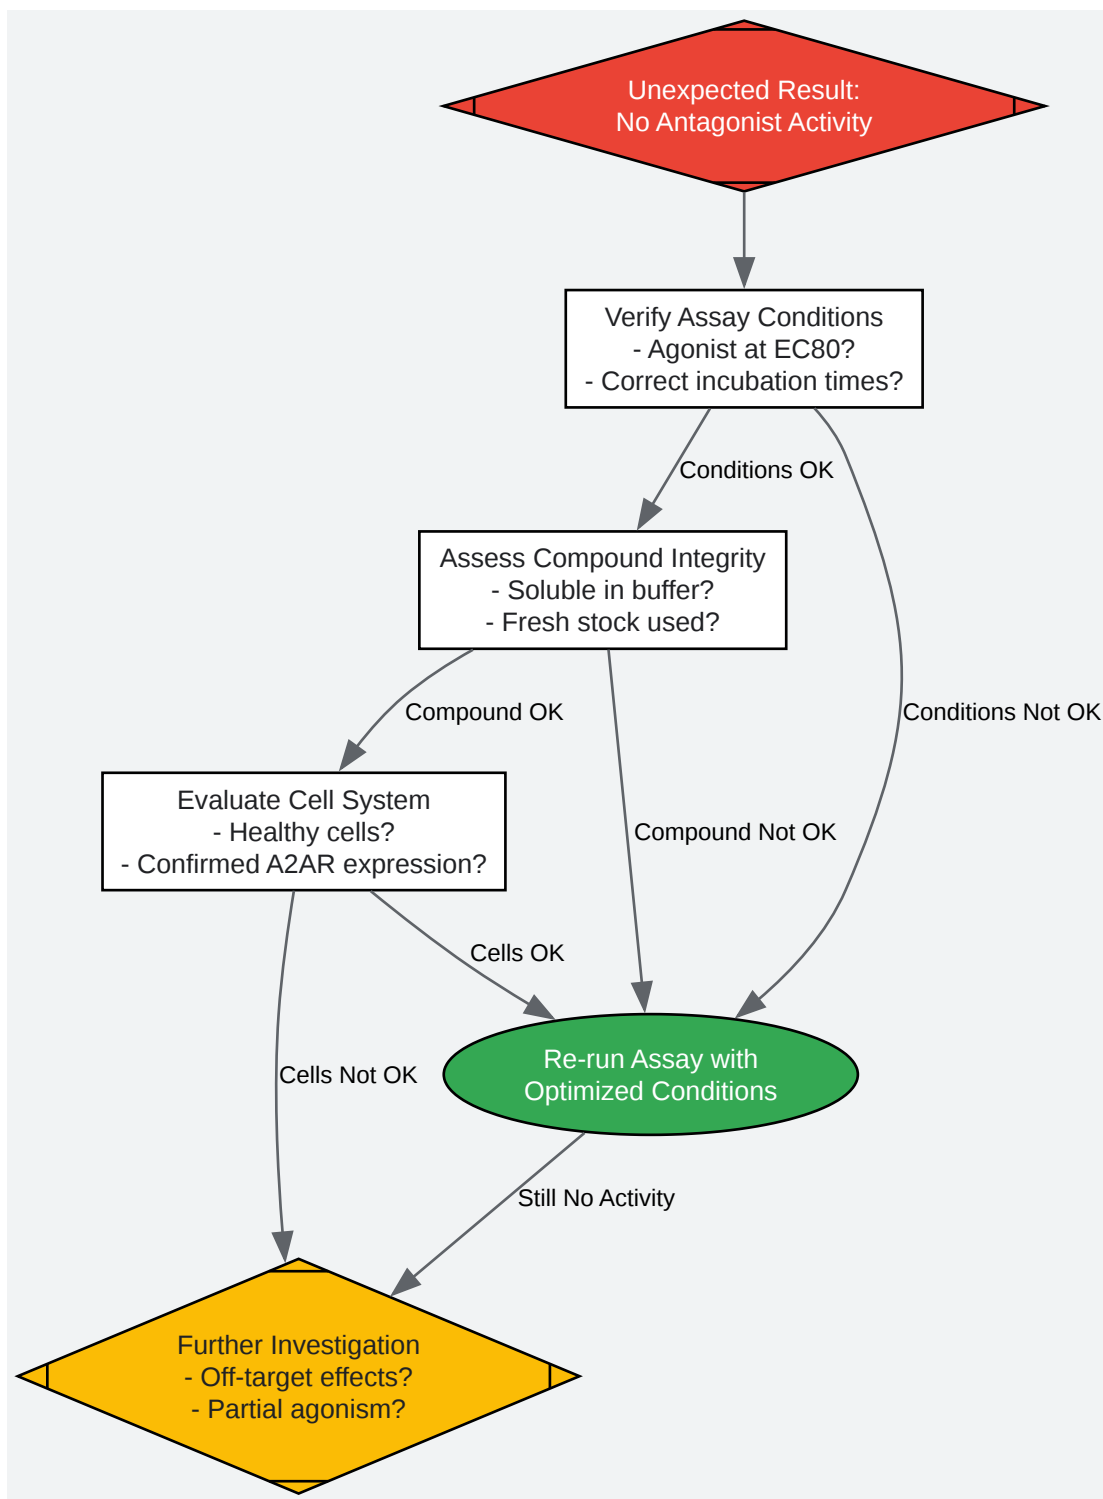 Unexpected Result:
No Antagonist Activity
Verify Assay Conditions
- Agonist at EC80?
- Correct incubation times?
Conditions OK
Assess Compound Integrity
- Soluble in buffer?
- Fresh stock used?
Compound OK
Conditions Not OK
Evaluate Cell System
- Healthy cells?
- Confirmed A2AR expression?
Compound Not OK
Cells OK
Re-run Assay with
Optimized Conditions
Cells Not OK
Still No Activity
Further Investigation
- Off-target effects?
- Partial agonism?